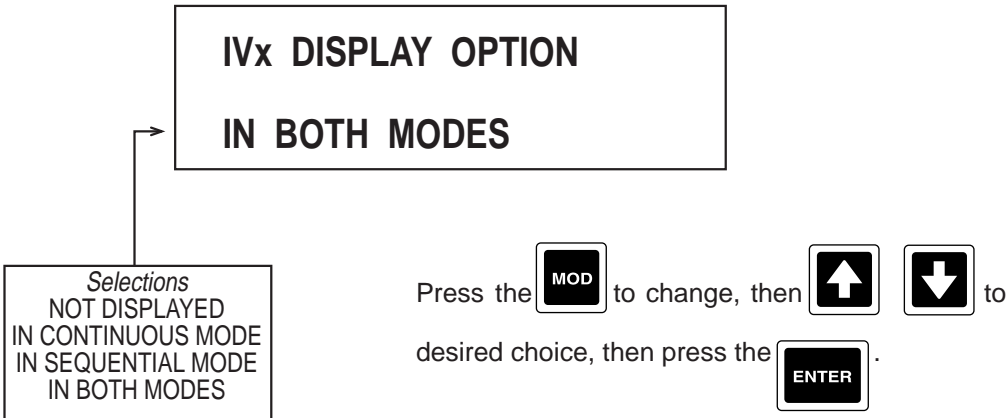 IVx DISPLAY OPTION
IN BOTH MODES
Selections
NOT DISPLAYED
IN CONTINUOUS MODE
IN SEQUENTIAL MODE
IN BOTH MODES
Press the MOD to change, then to
desired choice, then press the ENTER .